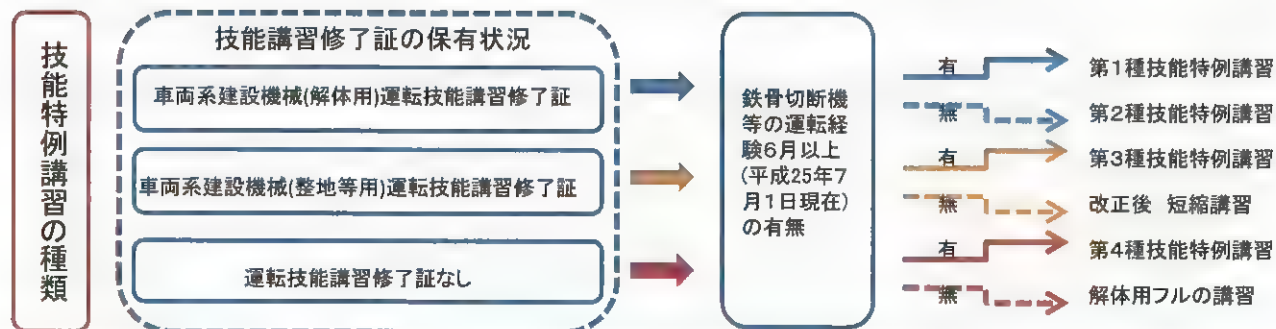 技能特例講習の種類
技能講習修了証の保有状況
車両系建設機械(解体用)運転技能講習修了証
車両系建設機械(整地等用)運転技能講習修了証
運転技能講習修了証なし
鉄骨切断機
等の運転経
験6月以上
(平成25年7
月1日現在)
の有無
有 第1種技能特例講習
無 第2種技能特例講習
有 第3種技能特例講習
無 改正後 短縮講習
有 第4種技能特例講習
無 解体用フルの講習